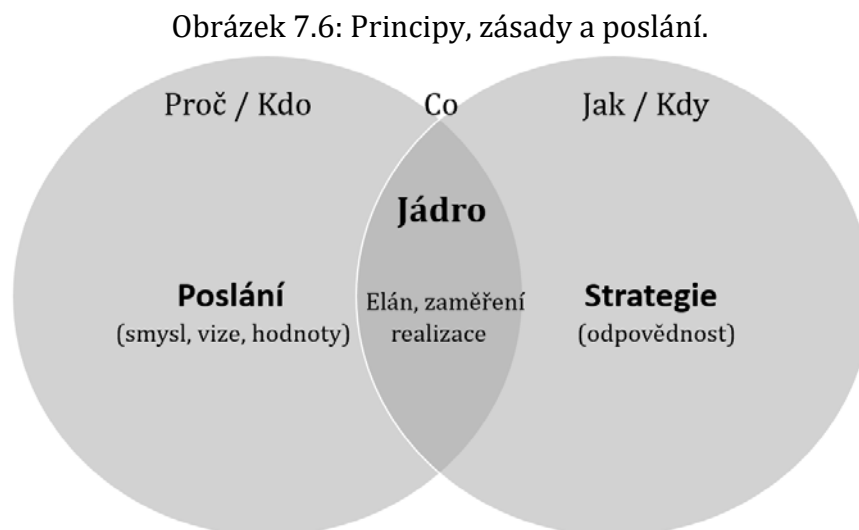 Obrázek 7.6: Principy, zásady a poslání.
Proč / Kdo
Co
Jak / Kdy
Jádro
Poslání
(smysl, vize, hodnoty)
Elán, zaměření
realizace
Strategie
(odpovědnost)